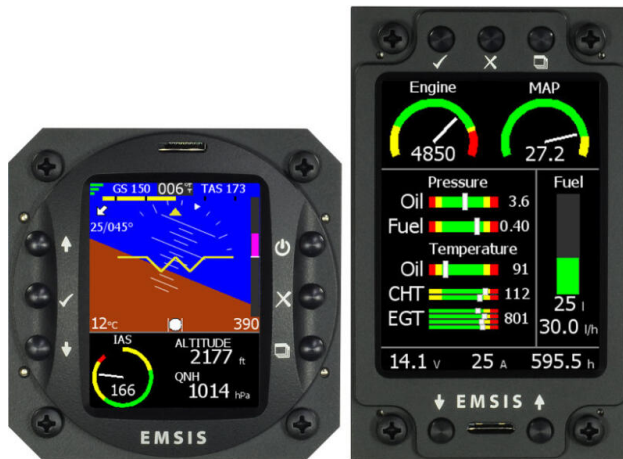 GS 150 006° TAS 173
25/045°
12°C 390
IAS
166
ALTITUDE
2177 ft
QNH
1014 hPa
EMSIS
Engine MAP
4850 27.2
Pressure Fuel
Oil 3.6
Fuel 0.40
Temperature
Oil 91
CHT 112
EGT 801
25 l
30.0 l/h
14.1 V 25 A 595.5 h
EMSIS